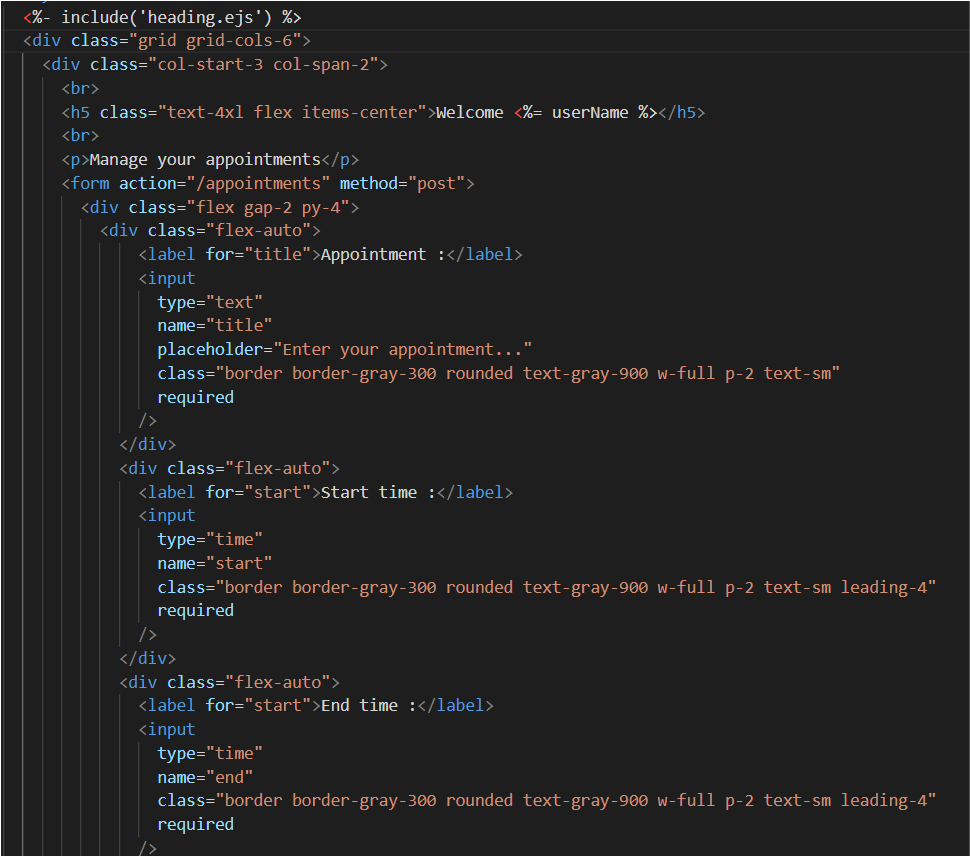 <%- include('heading.ejs') %>
<div class="grid grid-cols-6">
<div class="col-start-3 col-span-2">
<br>
<h5 class="text-4xl flex items-center">Welcome <%= userName %></h5>
<br>
<p>Manage your appointments</p>
<form action="/appointments" method="post">
<div class="flex gap-2 py-4">
<div class="flex-auto">
<label for="title">Appointment :</label>
<input
type="text"
name="title"
placeholder="Enter your appointment..."
class="border border-gray-300 rounded text-gray-900 w-full p-2 text-sm"
required
/>
</div>
<div class="flex-auto">
<label for="start">Start time :</label>
<input
type="time"
name="start"
class="border border-gray-300 rounded text-gray-900 w-full p-2 text-sm leading-4"
required
/>
</div>
<div class="flex-auto">
<label for="start">End time :</label>
<input
type="time"
name="end"
class="border border-gray-300 rounded text-gray-900 w-full p-2 text-sm leading-4"
required
/>